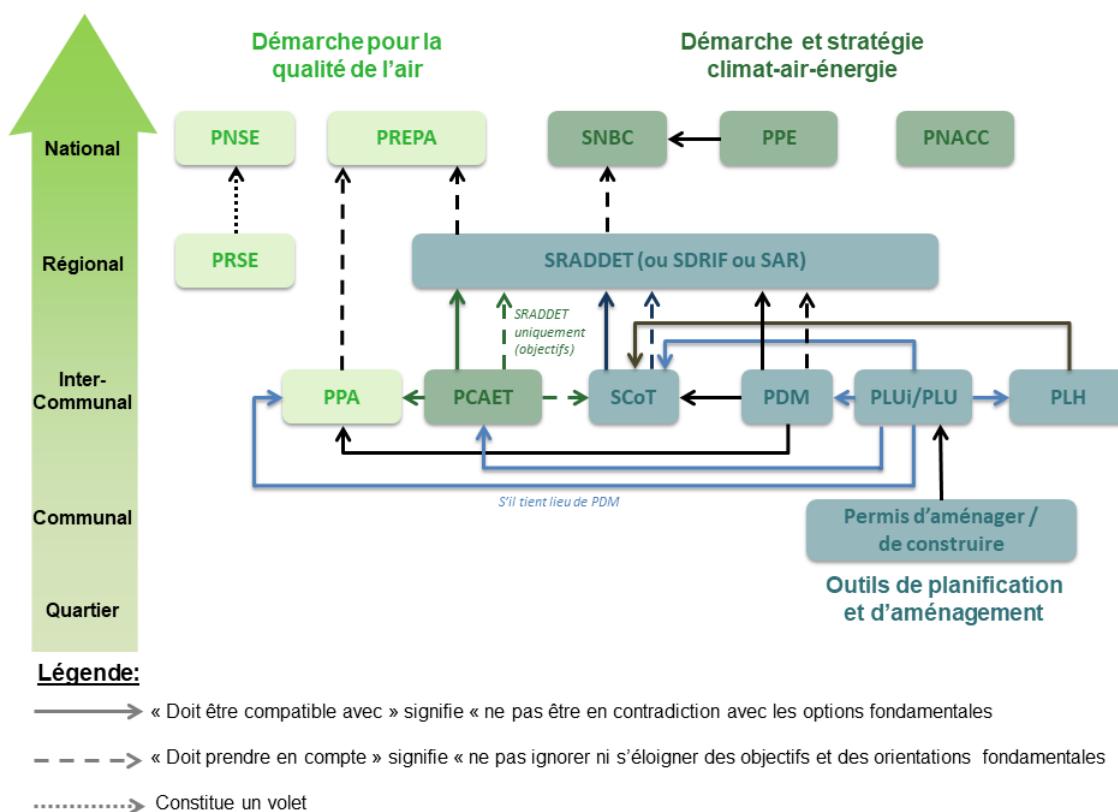 Démarche pour la
qualité de l'air
Démarche et stratégie
climat-air-énergie
National
PNSE
PREPA
SNBC
PPE
PNACC
Régional
PRSE
SRADDET (ou SDRIF ou SAR)
SRADDET
uniquement
(objectifs)
Inter-
Communal
PPA
PCAET
SCoT
PDM
PLUi/PLU
PLH
S'il tient lieu de PDM
Communal
Permis d'aménager /
de construire
Outils de planification
et d'aménagement
Quartier
Légende:
« Doit être compatible avec » signifie « ne pas être en contradiction avec les options fondamentales
« Doit prendre en compte » signifie « ne pas ignorer ni s'éloigner des objectifs et des orientations fondamentales
Constitue un volet